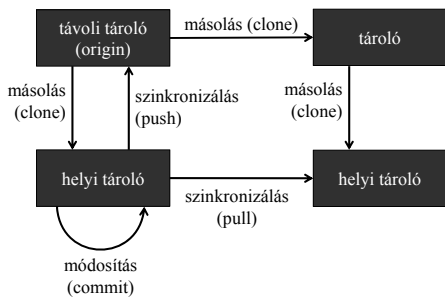 távoli tároló
(origin)
másolás (clone)
tároló
másolás
(clone)
szinkronizálás
(push)
másolás
(clone)
helyi tároló
szinkronizálás
(pull)
helyi tároló
módosítás
(commit)